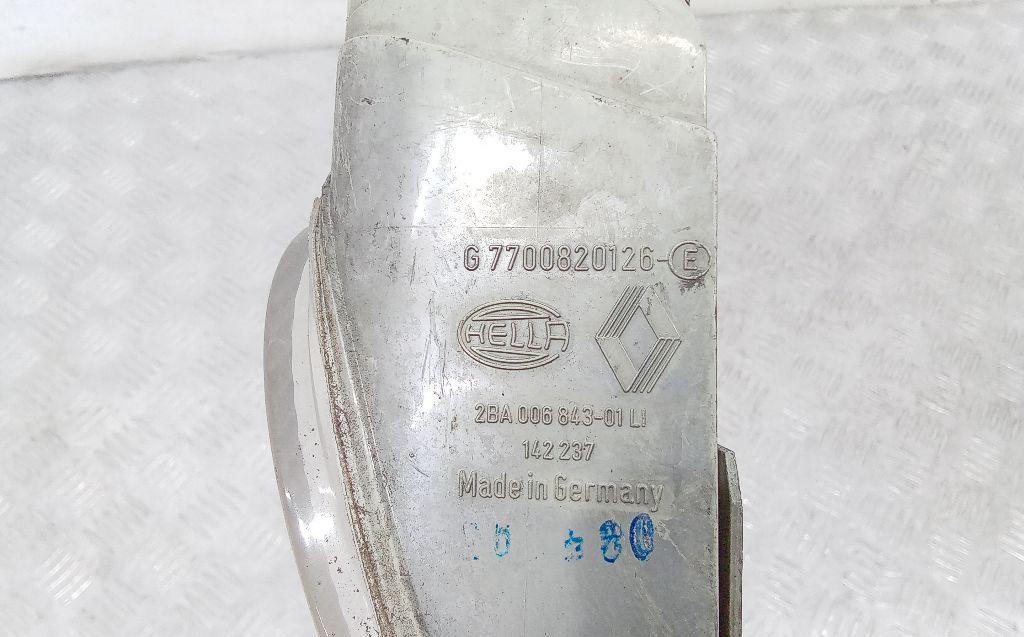 G 7700820126-E
HELLA
2BA 006 843-01 LI
142 237
Made in Germany